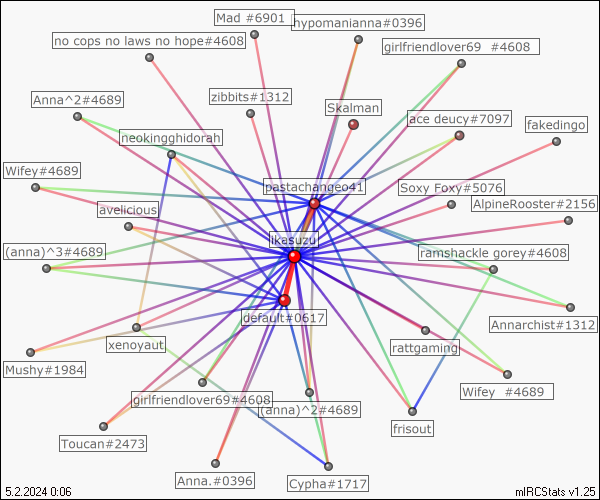 Mad #6901
hypomanianna#0396
no cops no laws no hope#4608
girlfriendlover69 #4608
Anna^2#4689
zibbits#1312
Skalman
neokingghidorah
ace deucy#7097
fakedingo
Wifey#4689
pastachangeo41
Soxy Foxy#5076
avelicious
AlpineRooster#2156
Ikasuzu
(anna)^3#4689
ramshackle gorey#4608
default#0617
Annarchist#1312
xenoyaut
rattgaming
Mushy#1984
Wifey #4689
girlfriendlover69#4608
(anna)^2#4689
frisout
Toucan#2473
Anna.#0396
Cypha#1717
5.2.2024 0:06
mIRCStats v1.25